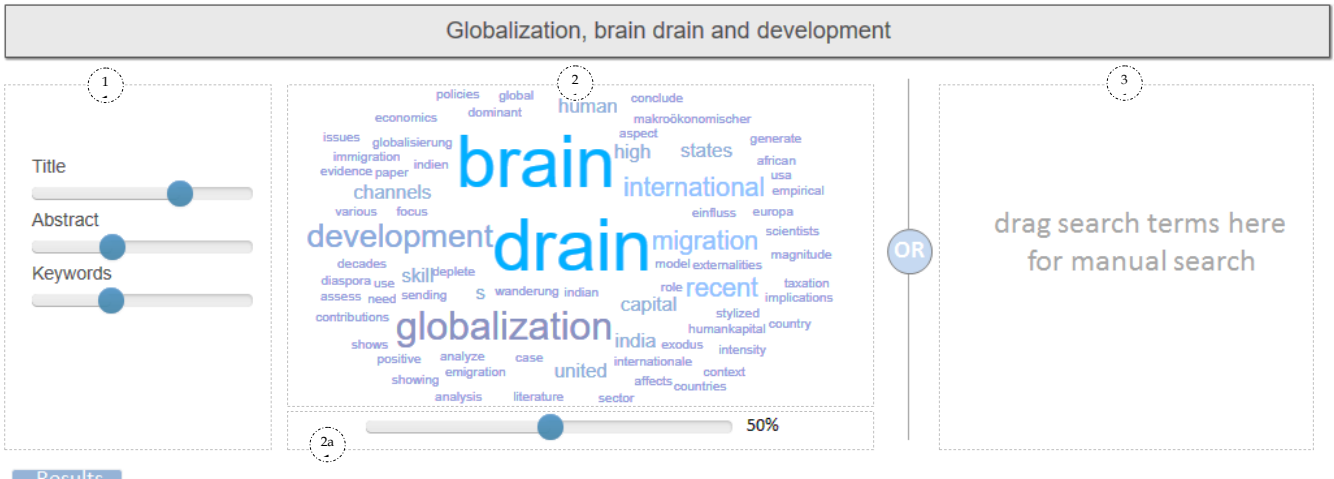 Globalization, brain drain and development
1
2
3
Title
Abstract
Keywords
policies global human conclude
economics dominant makroökonomischer
issues globalisierung brain aspect generate
immigration indien high states african
evidence paper usa
channels international empirical
various focus einfluss europa
development drain migration scientists
decades model externalities magnitude
diaspora use skill deplete role recent taxation
assess need sending s wanderung indian capital implications
contributions globalization stylized
humankapital country
shows india exodus intensity
positive analyze case internationale
showing emigration united affects context
countries
analysis literature sector
OR
drag search terms here
for manual search
2a
50%
Results